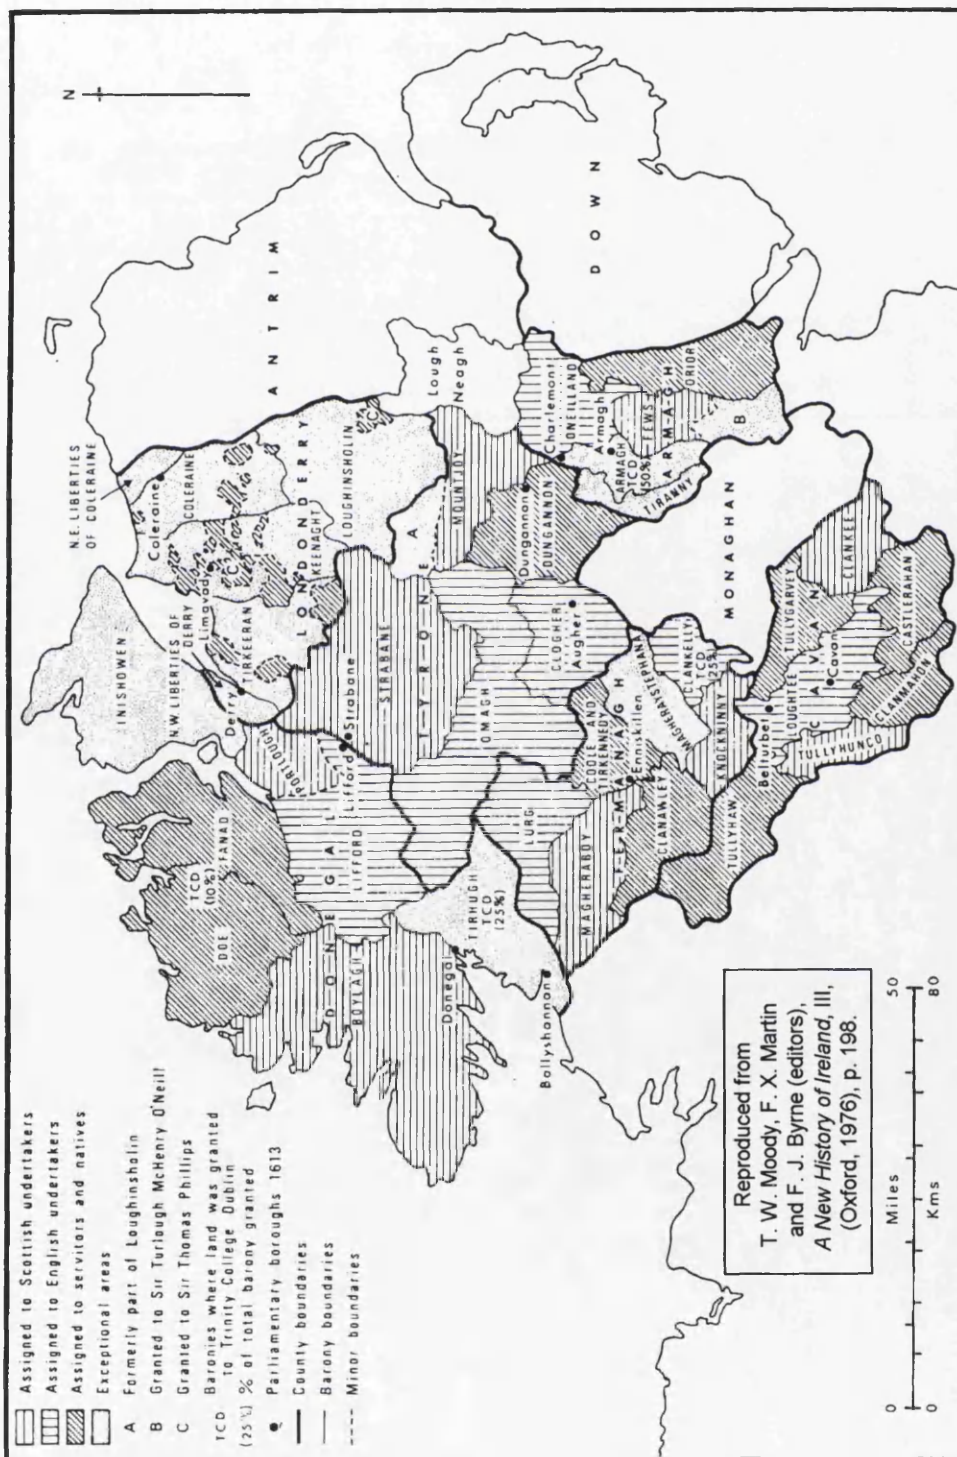 Assigned to Scottish undertakers
Assigned to English undertakers
Assigned to servitors and natives
Exceptional areas
A Formerly part of Loughinsholin
B Granted to Sir Turlough McHenry O'Neill
C Granted to Sir Thomas Phillips
TCD Baronies where land was granted
to Trinity College Dublin
(25%) % of total barony granted
Parliamentary boroughs 1613
County boundaries
Barony boundaries
Minor boundaries
N
N.E. LIBERTIES
OF COLERAINE
INISHOWEN
N.W. LIBERTIES OF
DERRY
Coleraine
COLERAINE
Limavady
C
C
Derry
TIRKEERAN
KEENAGHT
LONDONDERRY
LOUGHINSHOLIN
ANTRIM
DOE
FANAD
TCD
(10%)
PORTLOUGH
Lifford
Strabane
STRABANE
DONEGAL
LIFFORD
BOYLAGH
Donegal
TIRHUGH
TCD
(25%)
Ballyshannon
TYRONE
A
MOUNTJOY
Lough
Neagh
OMAGH
CLOGHER
Augher
Dungannon
DUNGANNON
Charlemont
ONEILLAND
Armagh
ARMAGH
TCD
(50%)
FEWS
ORIOR
ARMAGH
TIRANNY
B
DOWN
LURG
MAGHERABOY
FERMANAGH
COOLE AND
TIRKENNEDY
Enniskillen
MAGHERASTEPHANA
CLANAWLEY
CLANKELLY
TCD
(25%)
KNOCKNINNY
MONAGHAN
TULLYHAW
Belturbet
LOUGHTEE
CAVAN
Cavan
TULLYGARVEY
CLANKEE
CASTLERAHAN
CLANMAHON
TULLYHUNCO
Reproduced from
T. W. Moody, F. X. Martin
and F. J. Byrne (editors),
A New History of Ireland, III,
(Oxford, 1976), p. 198.
0 Miles 50
0 Kms 80